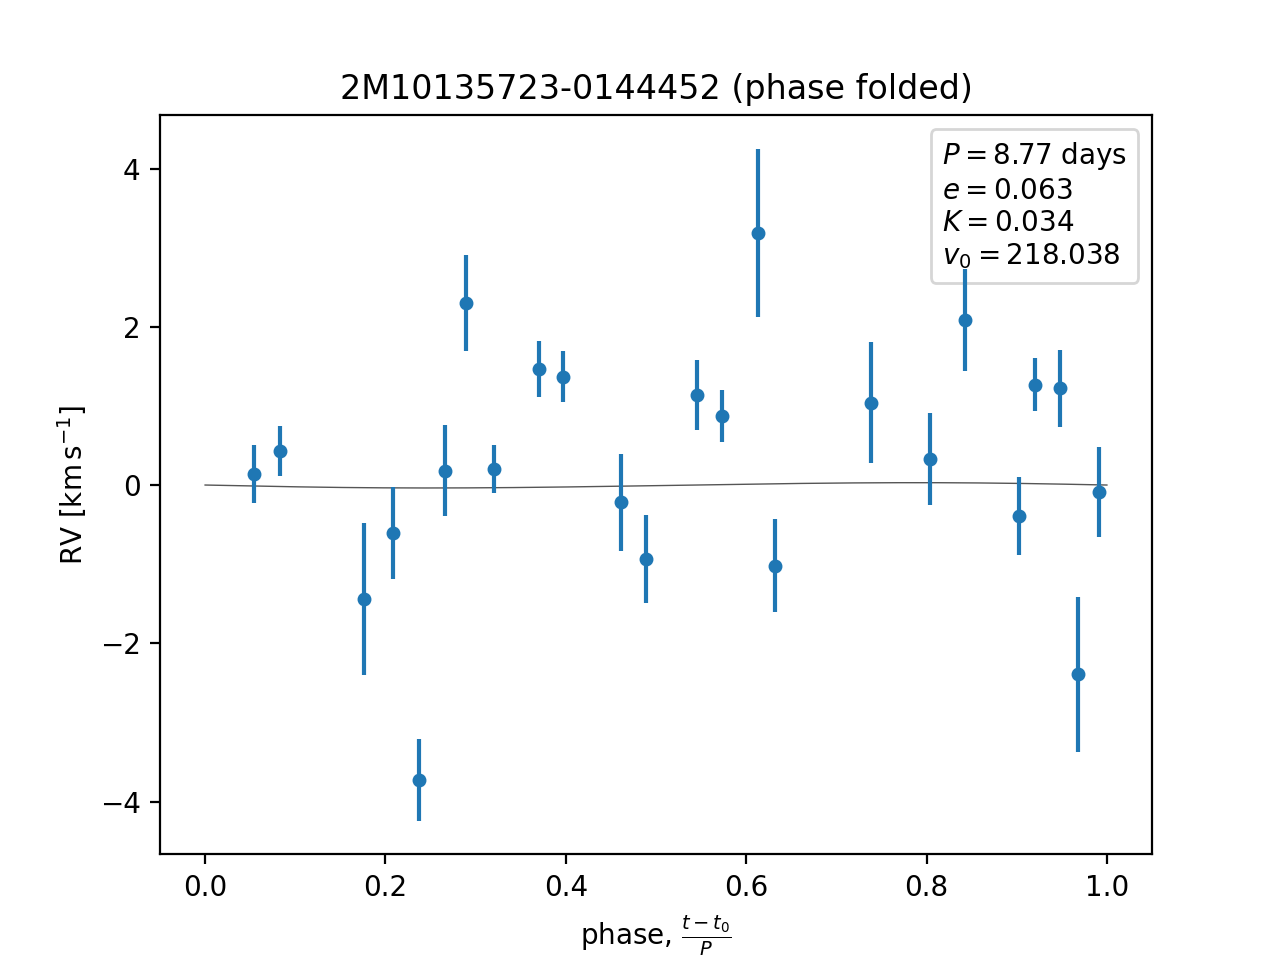 2M10135723-0144452 (phase folded)
P = 8.77 days
e = 0.063
K = 0.034
v₀ = 218.038
4
2
0
−2
−4
RV [km s⁻¹]
0.0 0.2 0.4 0.6 0.8 1.0
phase, (t − t₀)/P